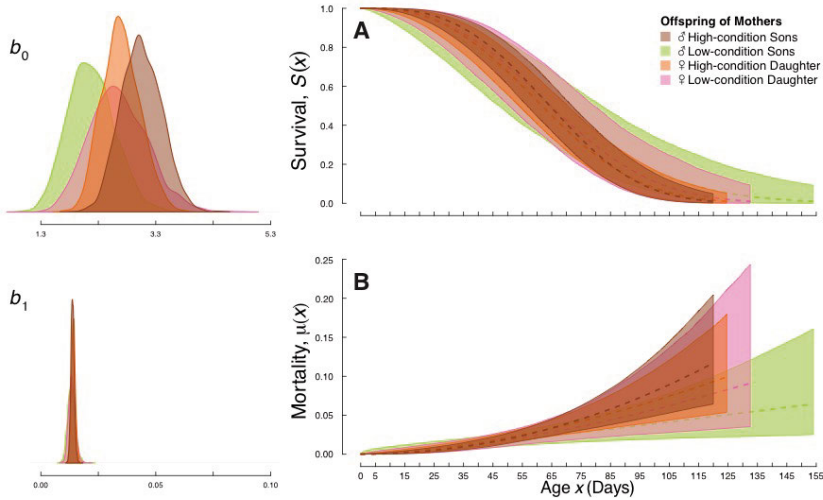 b0
1.3 3.3 5.3
b1
0.00 0.05 0.10
A
Survival, S(x)
1.0
0.8
0.6
0.4
0.2
0.0
Offspring of Mothers
♂ High-condition Sons
♂ Low-condition Sons
♀ High-condition Daughter
♀ Low-condition Daughter
B
Mortality, μ(x)
0.25
0.20
0.15
0.10
0.05
0.00
0 5 15 25 35 45 55 65 75 85 95 105 115 125 135 145 155
Age x (Days)